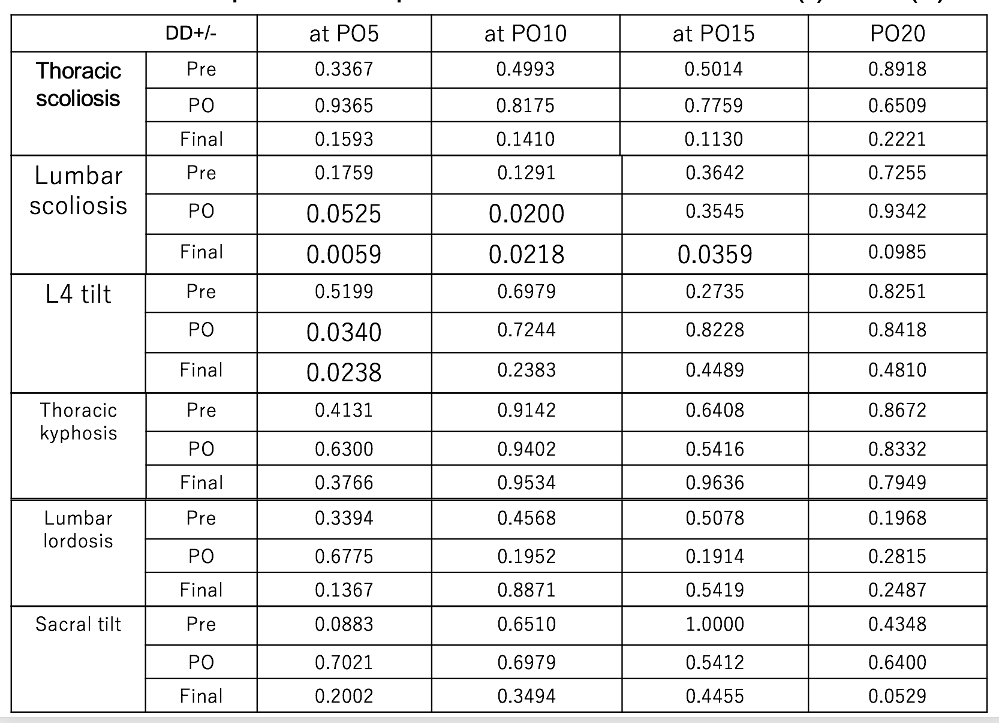 DD+/- at PO5 at PO10 at PO15 PO20
Thoracic scoliosis Pre 0.3367 0.4993 0.5014 0.8918
PO 0.9365 0.8175 0.7759 0.6509
Final 0.1593 0.1410 0.1130 0.2221
Lumbar scoliosis Pre 0.1759 0.1291 0.3642 0.7255
PO 0.0525 0.0200 0.3545 0.9342
Final 0.0059 0.0218 0.0359 0.0985
L4 tilt Pre 0.5199 0.6979 0.2735 0.8251
PO 0.0340 0.7244 0.8228 0.8418
Final 0.0238 0.2383 0.4489 0.4810
Thoracic kyphosis Pre 0.4131 0.9142 0.6408 0.8672
PO 0.6300 0.9402 0.5416 0.8332
Final 0.3766 0.9534 0.9636 0.7949
Lumbar lordosis Pre 0.3394 0.4568 0.5078 0.1968
PO 0.6775 0.1952 0.1914 0.2815
Final 0.1367 0.8871 0.5419 0.2487
Sacral tilt Pre 0.0883 0.6510 1.0000 0.4348
PO 0.7021 0.6979 0.5412 0.6400
Final 0.2002 0.3494 0.4455 0.0529